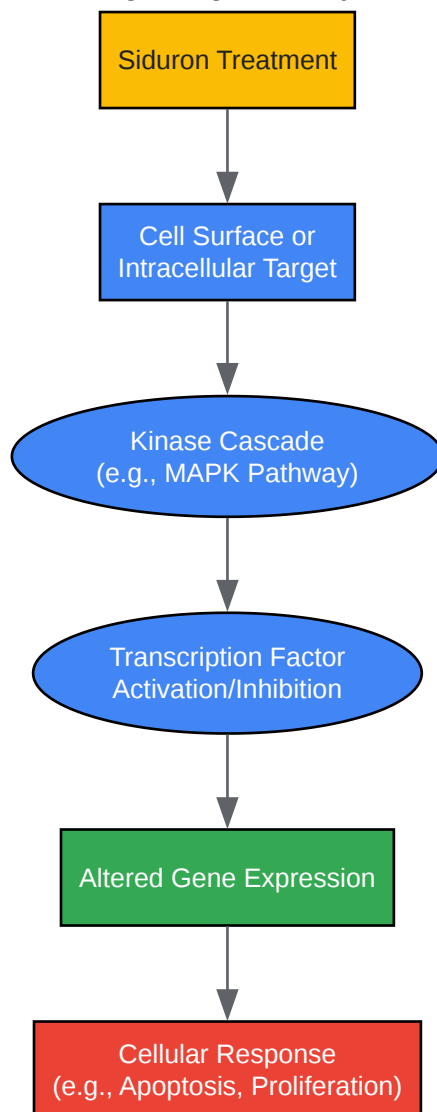 Siduron Treatment
Cell Surface or
Intracellular Target
Kinase Cascade
(e.g., MAPK Pathway)
Transcription Factor
Activation/Inhibition
Altered Gene Expression
Cellular Response
(e.g., Apoptosis, Proliferation)